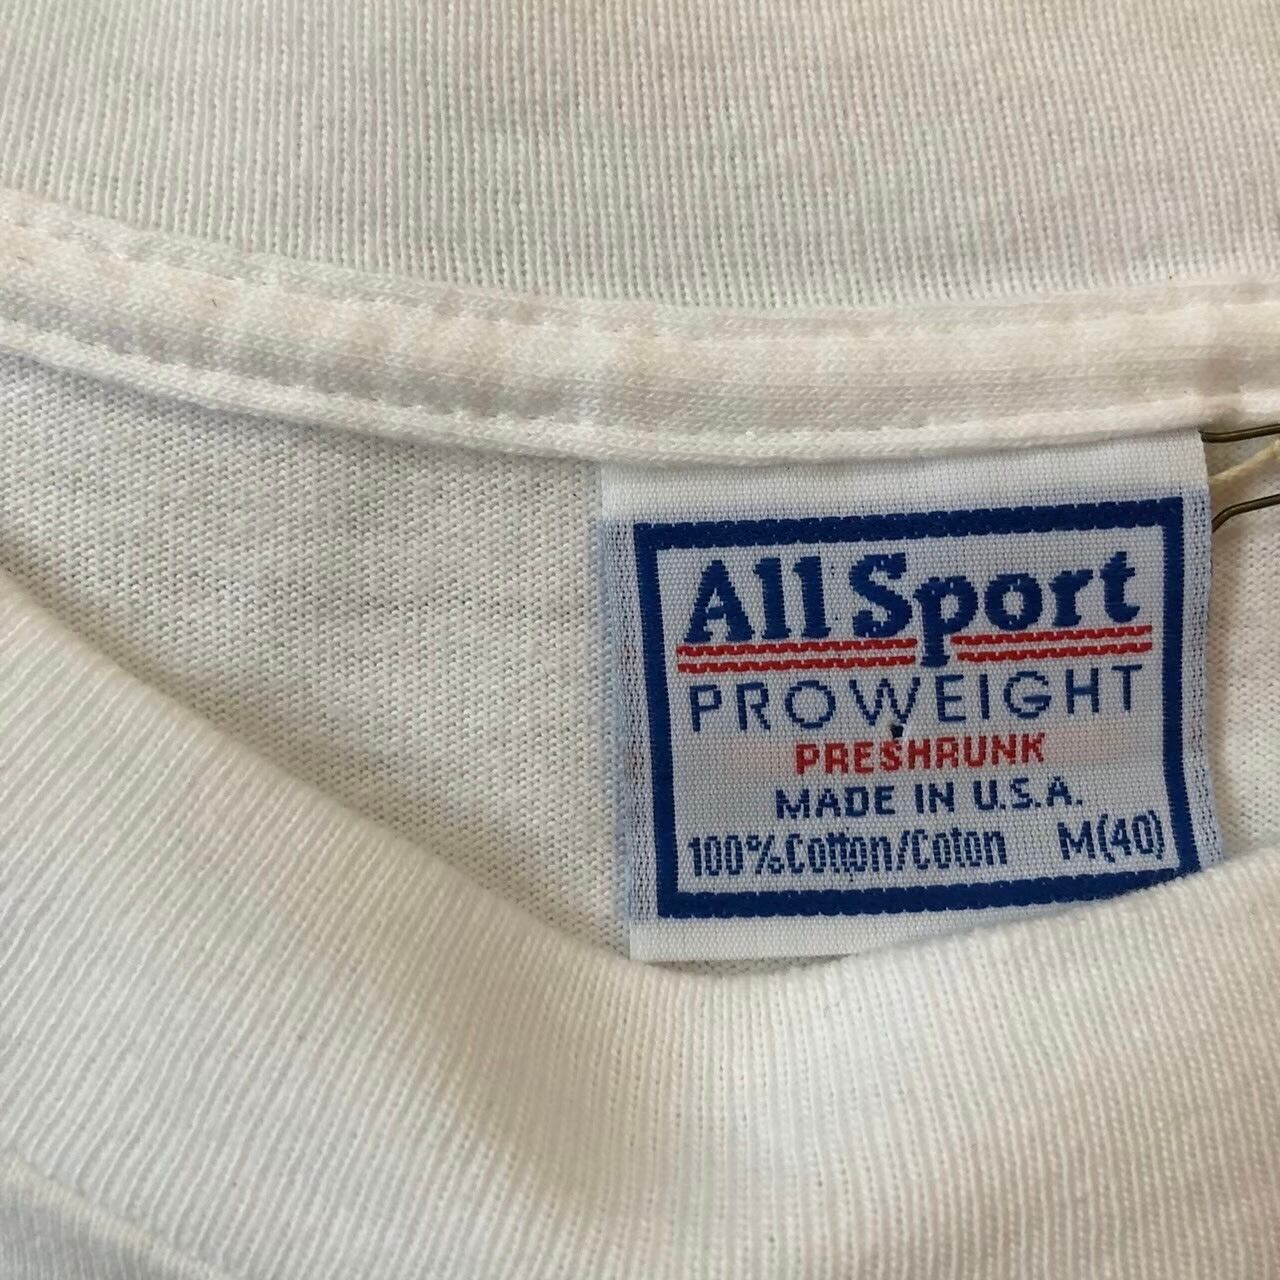 All Sport
PROWEIGHT
PRESHRUNK
MADE IN U.S.A.
100% Cotton/Coton M(40)